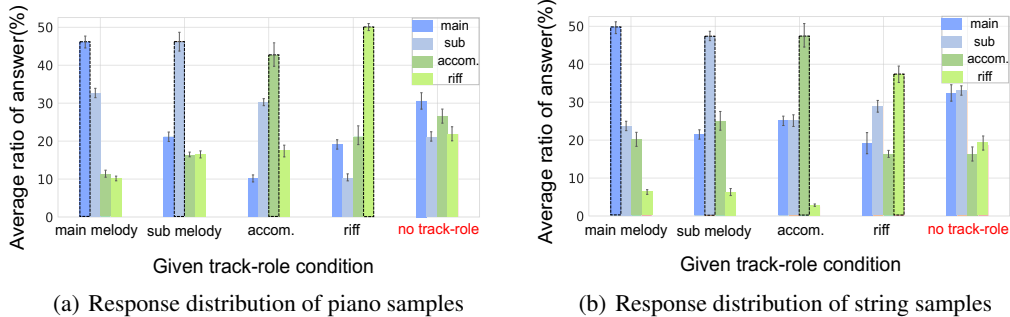 Average ratio of answer(%)
50
40
30
20
10
0
main
sub
accom.
riff
main melody sub melody accom. riff no track-role
Given track-role condition
(a) Response distribution of piano samples
Average ratio of answer(%)
50
40
30
20
10
0
main
sub
accom.
riff
main melody sub melody accom. riff no track-role
Given track-role condition
(b) Response distribution of string samples